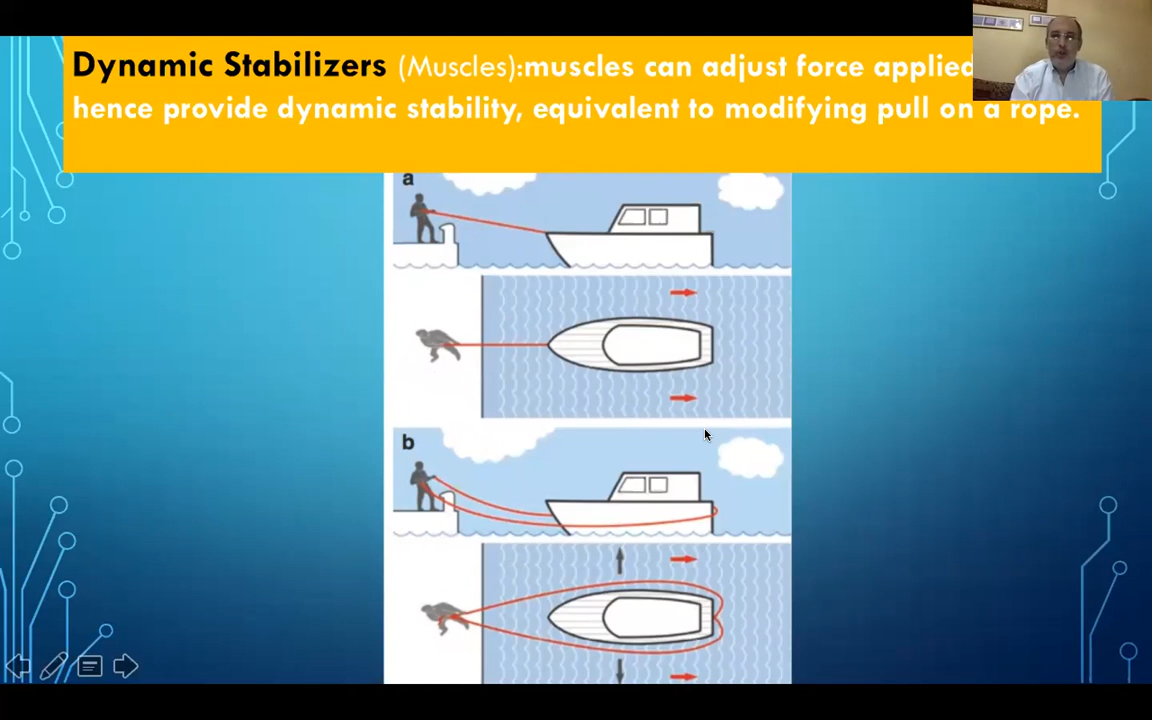 Dynamic Stabilizers (Muscles):muscles can adjust force applied
hence provide dynamic stability, equivalent to modifying pull on a rope.
a
b